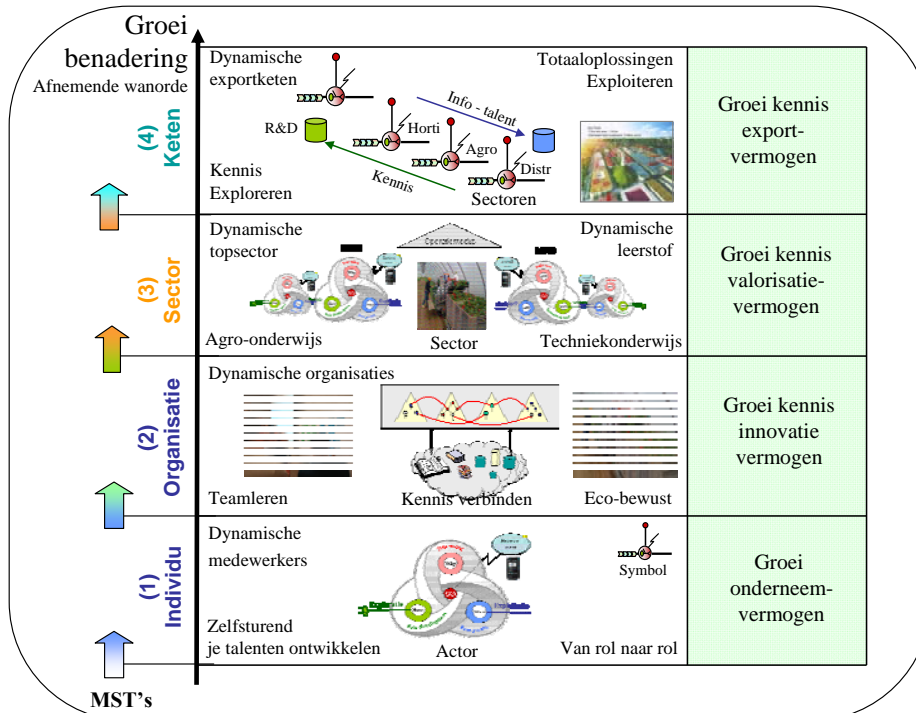 Groei
benadering
Afnemende wanorde
(4)
Keten
Dynamische
exportketen
Totaaloplossingen
Exploiteren
Info - talent
R&D
Horti
Agro
Distr
Kennis
Sectoren
Kennis
Exploreren
Groei kennis
export-
vermogen
(3)
Sector
Dynamische
topsector
Dynamische
leerstof
Agro-onderwijs
Sector
Techniekonderwijs
Groei kennis
valorisatie-
vermogen
(2)
Organisatie
Dynamische organisaties
Teamleren
Kennis verbinden
Eco-bewust
Groei kennis
innovatie
vermogen
(1)
Individu
Dynamische
medewerkers
Symbol
Zelfsturend
je talenten ontwikkelen
Actor
Van rol naar rol
Groei
onderneem-
vermogen
MST's